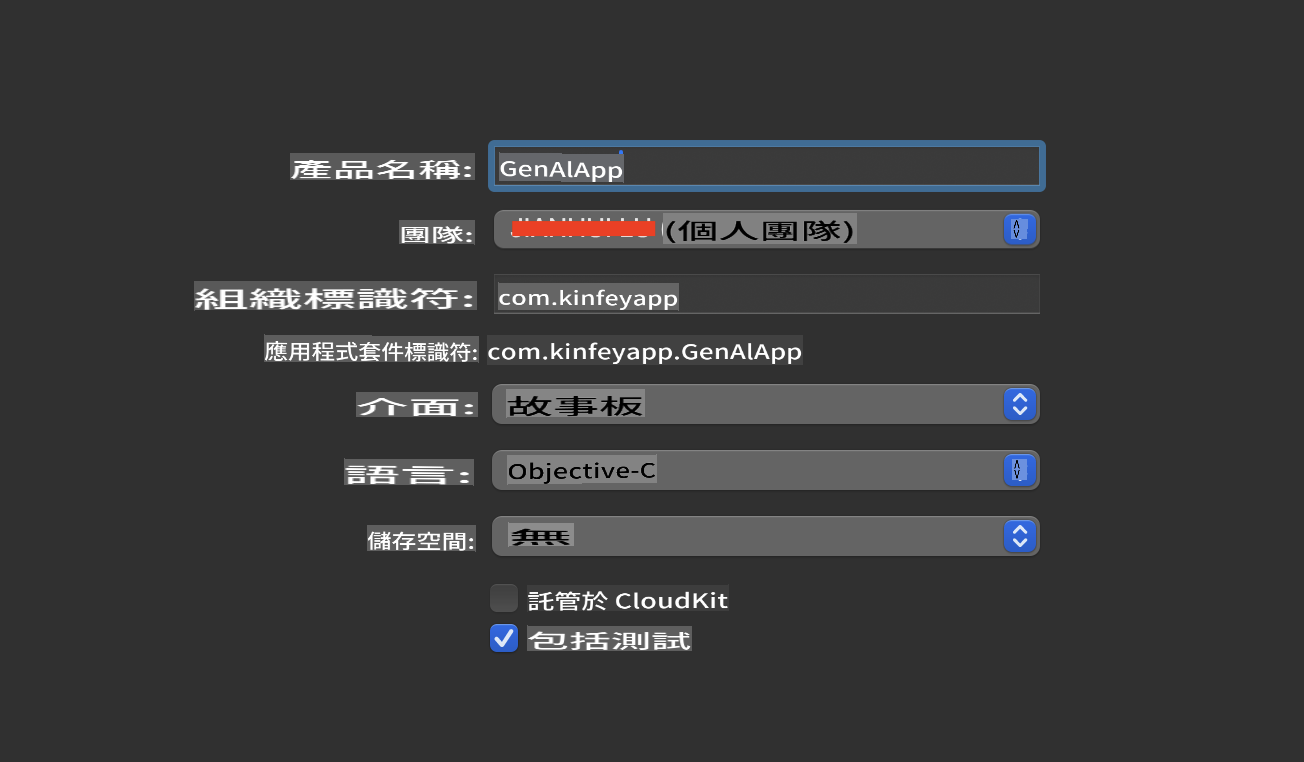 產品名稱: GenAlApp
團隊: (個人團隊)
組織標識符: com.kinfeyapp
應用程式套件標識符: com.kinfeyapp.GenAlApp
介面: 故事板
語言: Objective-C
儲存空間: 無
託管於 CloudKit
包括測試